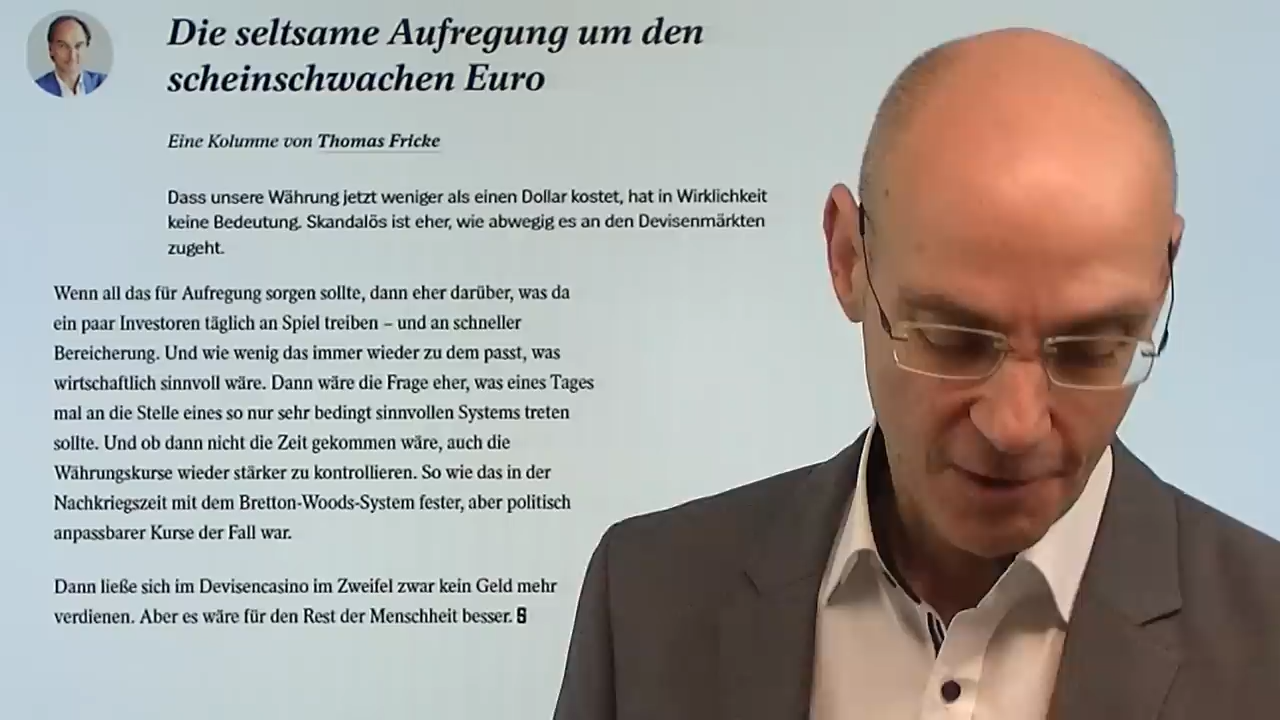 Die seltsame Aufregung um den
scheinschwachen Euro
Eine Kolumne von Thomas Fricke
Dass unsere Währung jetzt weniger als einen Dollar kostet, hat in Wirklichkeit
keine Bedeutung. Skandalös ist eher, wie abwegig es an den Devisenmärkten
zugeht.
Wenn all das für Aufregung sorgen sollte, dann eher darüber, was da
ein paar Investoren täglich an Spiel treiben – und an schneller
Bereicherung. Und wie wenig das immer wieder zu dem passt, was
wirtschaftlich sinnvoll wäre. Dann wäre die Frage eher, was eines Tages
mal an die Stelle eines so nur sehr bedingt sinnvollen Systems treten
sollte. Und ob dann nicht die Zeit gekommen wäre, auch die
Währungskurse wieder stärker zu kontrollieren. So wie das in der
Nachkriegszeit mit dem Bretton-Woods-System fester, aber politisch
anpassbarer Kurse der Fall war.
Dann ließe sich im Devisencasino im Zweifel zwar kein Geld mehr
verdienen. Aber es wäre für den Rest der Menschheit besser.